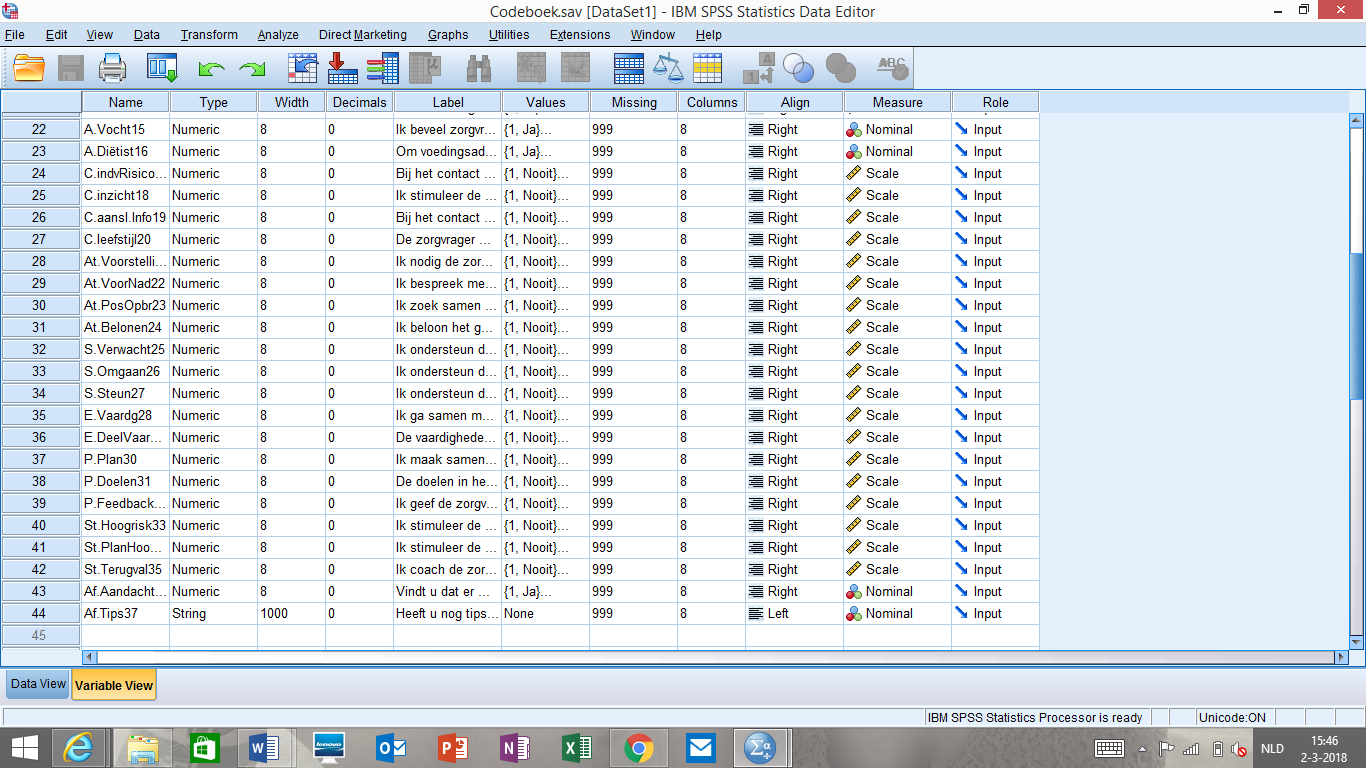 Codeboek.sav [DataSet1] - IBM SPSS Statistics Data Editor
File Edit View Data Transform Analyze Direct Marketing Graphs Utilities Extensions Window Help
Name Type Width Decimals Label Values Missing Columns Align Measure Role
22 A.Vocht15 Numeric 8 0 Ik beveel zorgvr... {1, Ja}... 999 8 Right Nominal Input
23 A.Diëtist16 Numeric 8 0 Om voedingsad... {1, Ja}... 999 8 Right Nominal Input
24 C.indvRisico... Numeric 8 0 Bij het contact ... {1, Nooit}... 999 8 Right Scale Input
25 C.inzicht18 Numeric 8 0 Ik stimuleer de ... {1, Nooit}... 999 8 Right Scale Input
26 C.aansl.Info19 Numeric 8 0 Bij het contact ... {1, Nooit}... 999 8 Right Scale Input
27 C.leefstijl20 Numeric 8 0 De zorgvrager ... {1, Nooit}... 999 8 Right Scale Input
28 At.Voorstelli... Numeric 8 0 Ik nodig de zor... {1, Nooit}... 999 8 Right Scale Input
29 At.VoorNad22 Numeric 8 0 Ik bespreek me... {1, Nooit}... 999 8 Right Scale Input
30 At.PosOpbr23 Numeric 8 0 Ik zoek samen ... {1, Nooit}... 999 8 Right Scale Input
31 At.Belonen24 Numeric 8 0 Ik beloon het g... {1, Nooit}... 999 8 Right Scale Input
32 S.Verwacht25 Numeric 8 0 Ik ondersteun d... {1, Nooit}... 999 8 Right Scale Input
33 S.Omgaan26 Numeric 8 0 Ik ondersteun d... {1, Nooit}... 999 8 Right Scale Input
34 S.Steun27 Numeric 8 0 Ik ondersteun d... {1, Nooit}... 999 8 Right Scale Input
35 E.Vaardg28 Numeric 8 0 Ik ga samen m... {1, Nooit}... 999 8 Right Scale Input
36 E.DeelVaar... Numeric 8 0 De vaardighede... {1, Nooit}... 999 8 Right Scale Input
37 P.Plan30 Numeric 8 0 Ik maak samen... {1, Nooit}... 999 8 Right Scale Input
38 P.Doelen31 Numeric 8 0 De doelen in he... {1, Nooit}... 999 8 Right Scale Input
39 P.Feedback... Numeric 8 0 Ik geef de zorgv... {1, Nooit}... 999 8 Right Scale Input
40 St.Hoogrisk33 Numeric 8 0 Ik stimuleer de ... {1, Nooit}... 999 8 Right Scale Input
41 St.PlanHoo... Numeric 8 0 Ik stimuleer de ... {1, Nooit}... 999 8 Right Scale Input
42 St.Terugval35 Numeric 8 0 Ik coach de zor... {1, Nooit}... 999 8 Right Scale Input
43 Af.Aandacht... Numeric 8 0 Vindt u dat er ... {1, Ja}... 999 8 Right Nominal Input
44 Af.Tips37 String 1000 0 Heeft u nog tips... None 999 8 Left Nominal Input
45
Data View Variable View
IBM SPSS Statistics Processor is ready Unicode:ON
NLD 15:46
2-3-2018